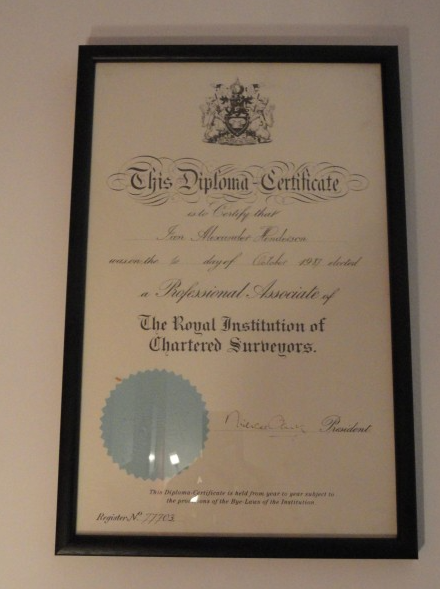 This Diploma-Certificate
is to Certify that
Alexander
was on the day of October elected
a Professional Associate of
The Royal Institution of
Chartered Surveyors.
President
This Diploma-Certificate is held from year to year subject to
the provisions of the Bye-Laws of the Institution
Register Nº